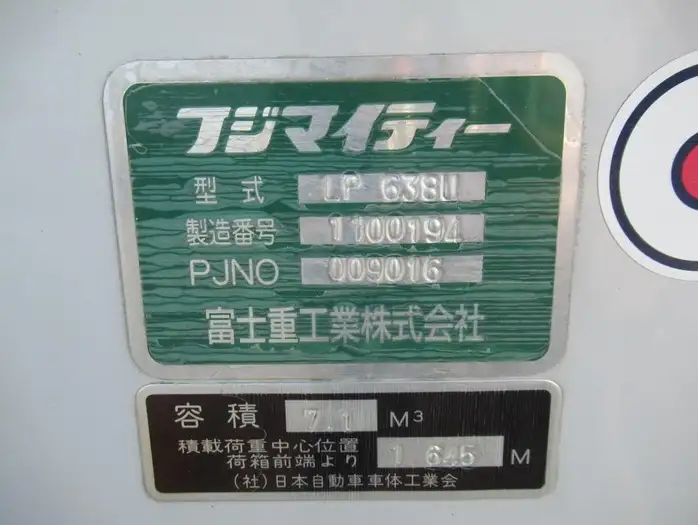 フジマイティー
型式 LP 638U
製造番号 1100194
PJNO 009016
富士重工業株式会社
容積 7.1 M³
積載荷重中心位置
荷箱前端より 1 645 M
(社)日本自動車車体工業会